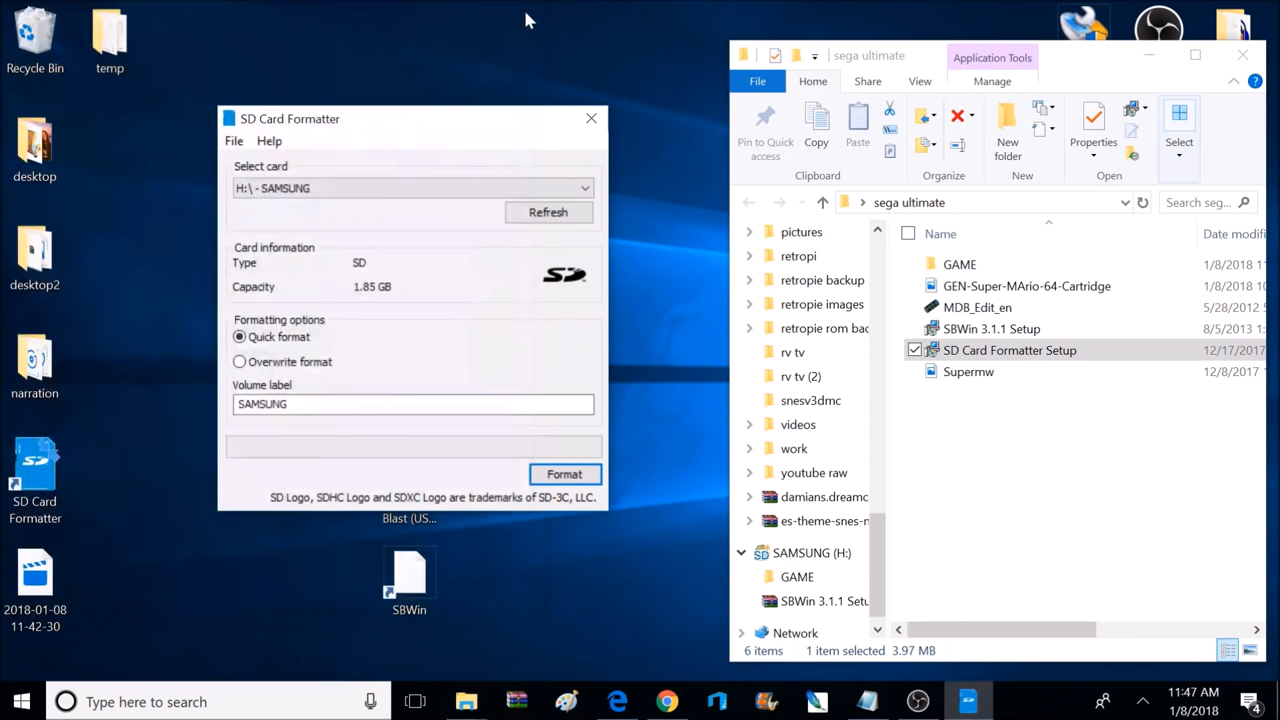 Recycle Bin
temp
desktop
desktop2
narration
SD Card
Formatter
2018-01-08
11-42-30
Blast (US...
SBWin
SD Card Formatter
File Help
Select card
H:\ - SAMSUNG
Refresh
Card information
Type SD
Capacity 1.85 GB
Formatting options
Quick format
Overwrite format
Volume label
SAMSUNG
Format
SD Logo, SDHC Logo and SDXC Logo are trademarks of SD-3C, LLC.
sega ultimate
Application Tools
File Home Share View Manage
Pin to Quick
access
Copy
Paste
Clipboard
Organize
New
folder
New
Properties
Open
Select
sega ultimate
Search seg...
pictures
retropi
retropie backup
retropie images
retropie rom bac
rv tv
rv tv (2)
snesv3dmc
videos
work
youtube raw
damians.dreamc
es-theme-snes-n
SAMSUNG (H:)
GAME
SBWin 3.1.1 Setu
Network
Name Date modifi
GAME 1/8/2018 11
GEN-Super-MArio-64-Cartridge 1/8/2018 10
MDB_Edit_en 5/28/2012 3
SBWin 3.1.1 Setup 8/5/2013 3
SD Card Formatter Setup 12/17/2017
Supermw 12/8/2017
6 items 1 item selected 3.97 MB
Type here to search
11:47 AM
1/8/2018
4